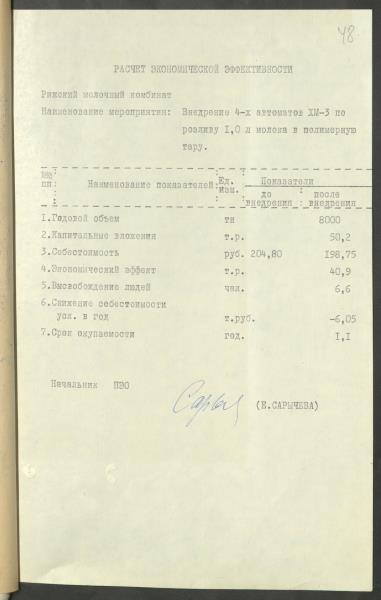 48
РАСЧЕТ ЭКОНОМИЧЕСКОЙ ЭФФЕКТИВНОСТИ
Рижский молочный комбинат
Наименование мероприятия: Внедрение 4-х автоматов ХМ-3 по
розливу 1,0 л молока в полимерную
тару.
№№ пп: Наименование показателей: Ед. изм. : Показатели
до внедрения : после внедрения
1.Годовой объем тн 8000
2.Капитальные вложения т.р. 50,2
3.Себестоимость руб. 204,80 198,75
4.Экономический эффект т.р. 40,9
5.Высвобождение людей чел. 6,6
6.Снижение себестоимости
усл. в год т.руб. -6,05
7.Срок окупаемости год. 1,1
Начальник ПЭО
(Е.САРЫЧЕВА)